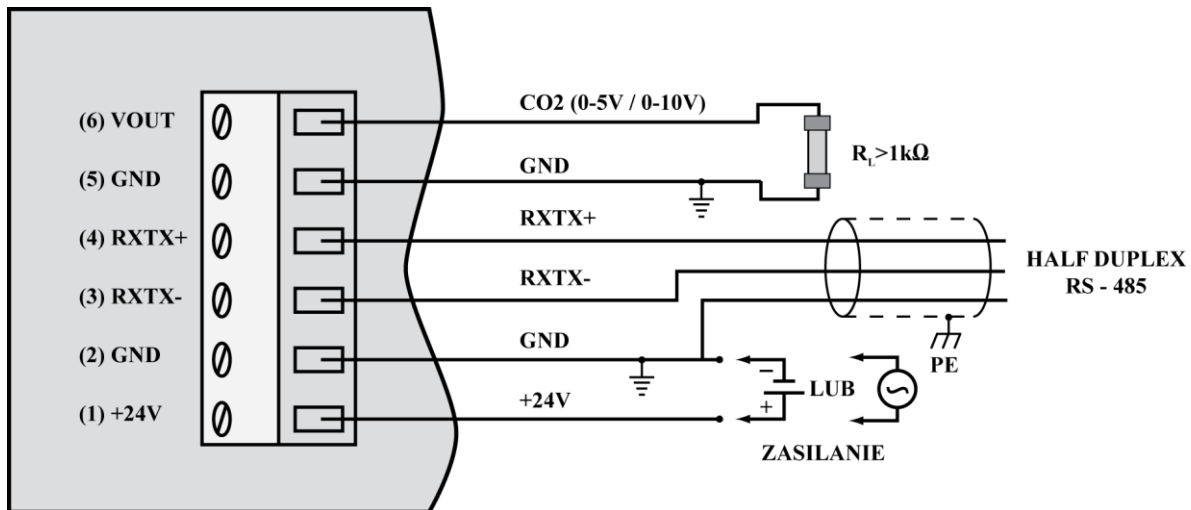 (6) VOUT
CO2 (0-5V / 0-10V)
RL>1kΩ
(5) GND
GND
(4) RXTX+
RXTX+
HALF DUPLEX
RS - 485
(3) RXTX-
RXTX-
(2) GND
GND
PE
−
LUB
+
(1) +24V
+24V
ZASILANIE